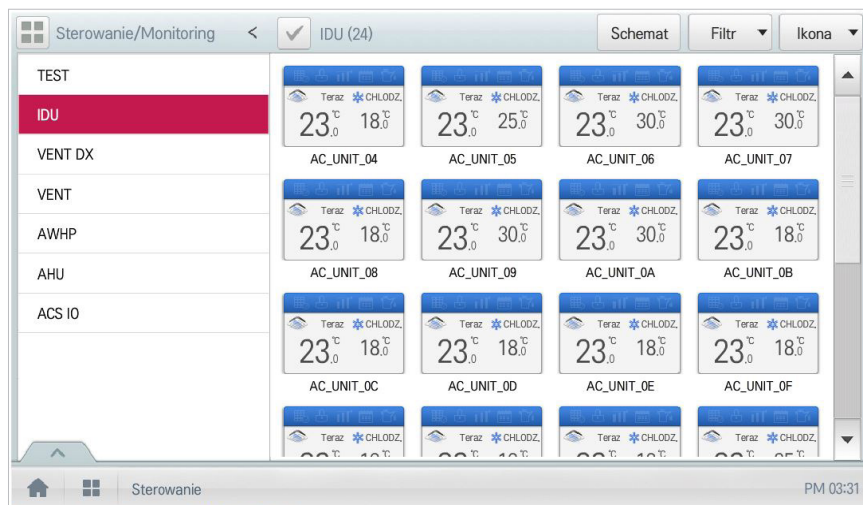 Sterowanie/Monitoring < IDU (24) Schemat Filtr Ikona
TEST
IDU
VENT DX
VENT
AWHP
AHU
ACS IO
Teraz CHLODZ. Teraz CHLODZ. Teraz CHLODZ. Teraz CHLODZ.
23.0°C 18.0°C 23.0°C 25.0°C 23.0°C 30.0°C 23.0°C 30.0°C
AC_UNIT_04 AC_UNIT_05 AC_UNIT_06 AC_UNIT_07
Teraz CHLODZ. Teraz CHLODZ. Teraz CHLODZ. Teraz CHLODZ.
23.0°C 18.0°C 23.0°C 30.0°C 23.0°C 30.0°C 23.0°C 18.0°C
AC_UNIT_08 AC_UNIT_09 AC_UNIT_0A AC_UNIT_0B
Teraz CHLODZ. Teraz CHLODZ. Teraz CHLODZ. Teraz CHLODZ.
23.0°C 18.0°C 23.0°C 18.0°C 23.0°C 18.0°C 23.0°C 18.0°C
AC_UNIT_0C AC_UNIT_0D AC_UNIT_0E AC_UNIT_0F
Teraz CHLODZ. Teraz CHLODZ. Teraz CHLODZ. Teraz CHLODZ.
Sterowanie PM 03:31